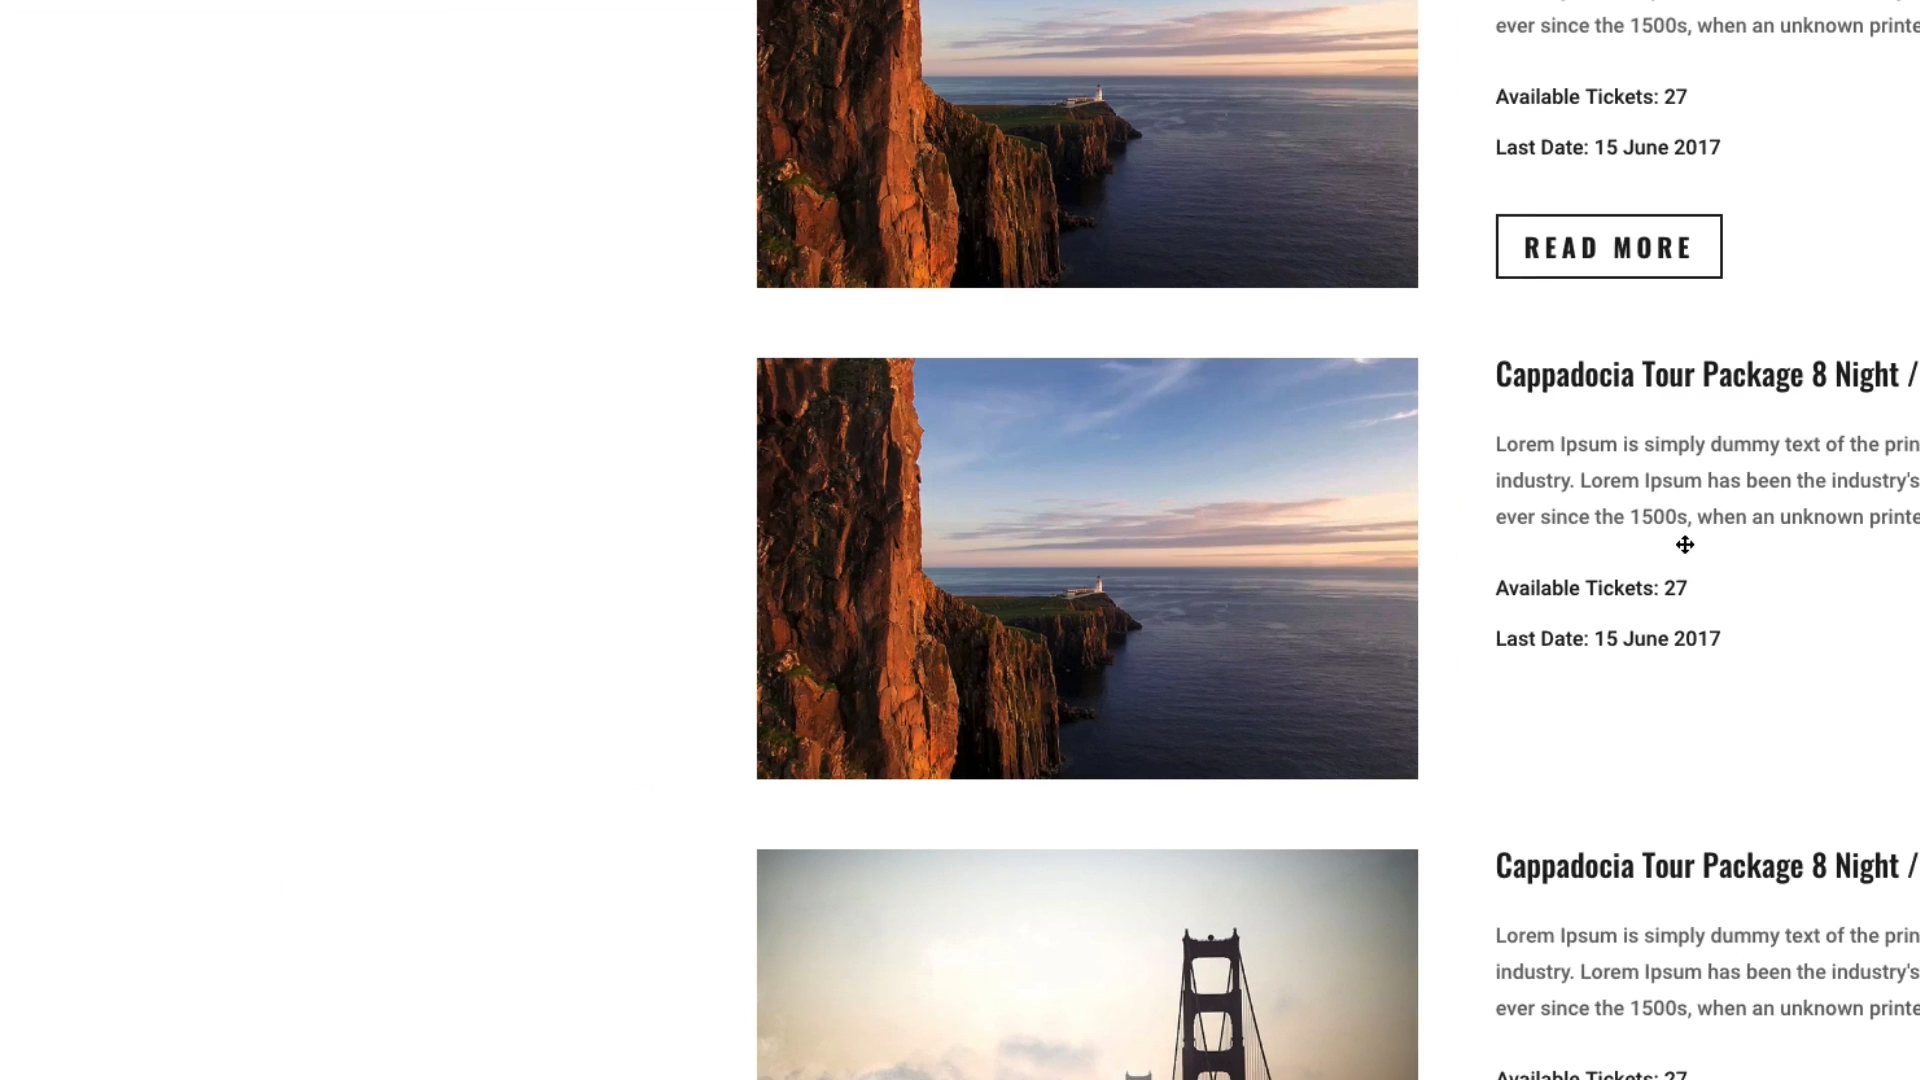 ever since the 1500s, when an unknown printe
Available Tickets: 27
Last Date: 15 June 2017
READ MORE
Cappadocia Tour Package 8 Night /
Lorem Ipsum is simply dummy text of the prin
industry. Lorem Ipsum has been the industry's
ever since the 1500s, when an unknown printe
Available Tickets: 27
Last Date: 15 June 2017
Cappadocia Tour Package 8 Night /
Lorem Ipsum is simply dummy text of the prin
industry. Lorem Ipsum has been the industry's
ever since the 1500s, when an unknown printe
Available Tickets: 27